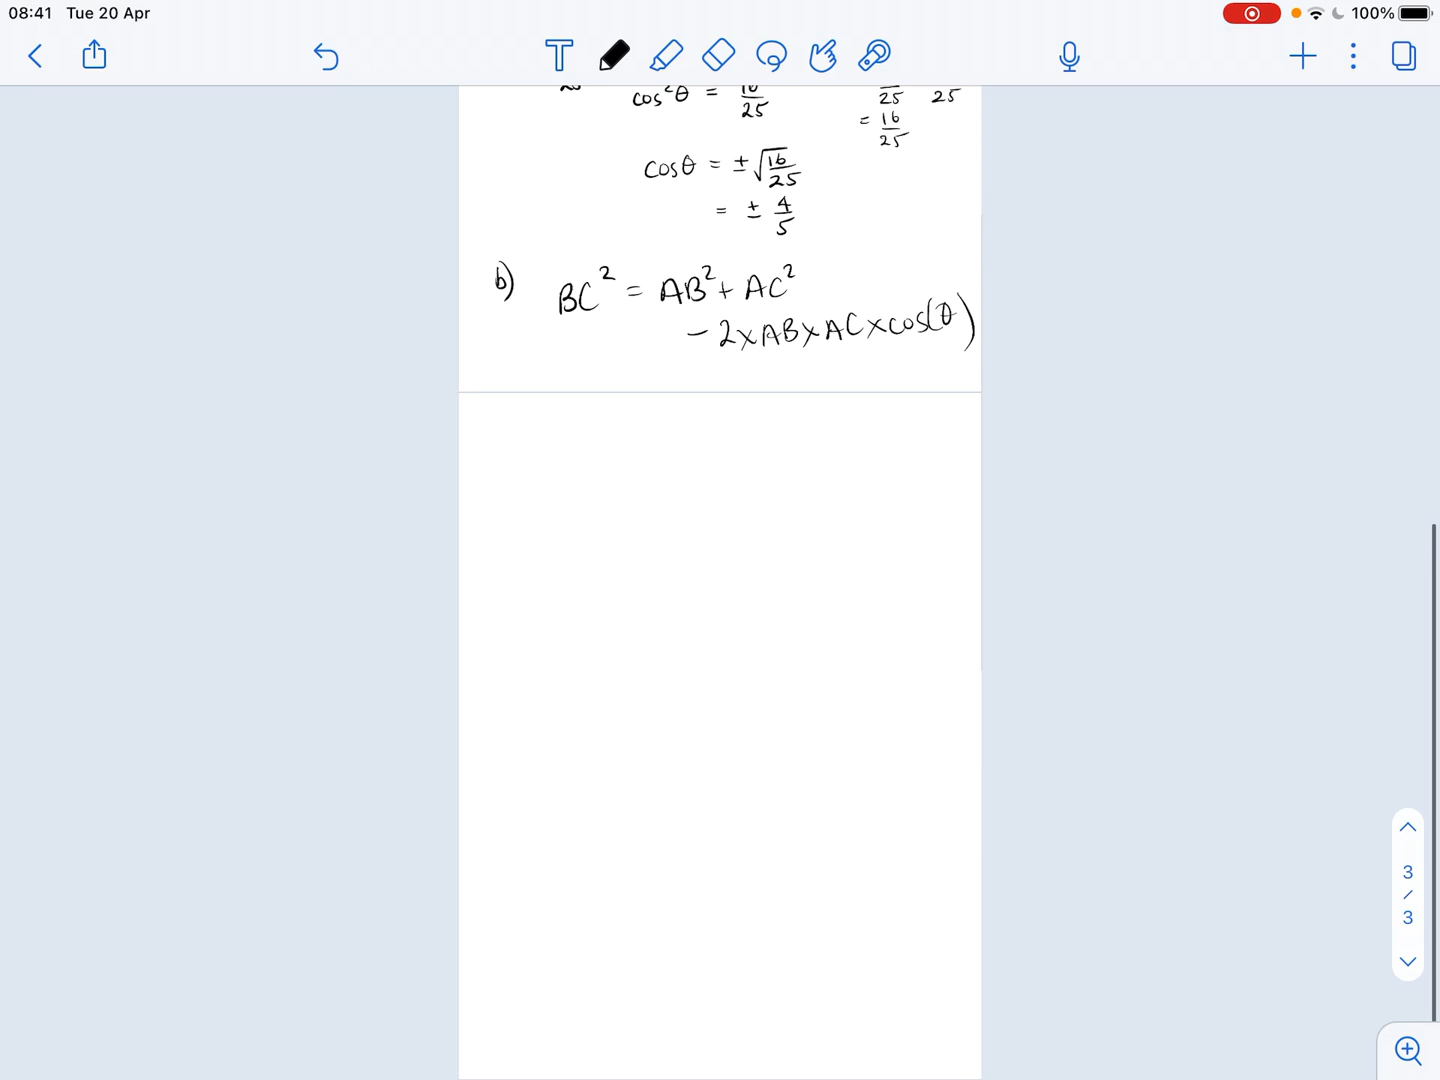 08:41 Tue 20 Apr
100%
T
cos²θ = 16/25
25 25
= 16/25
cosθ = ±√16/25
= ± 4/5
b) BC² = AB² + AC²
− 2×AB×AC×cos(θ)
3
/
3